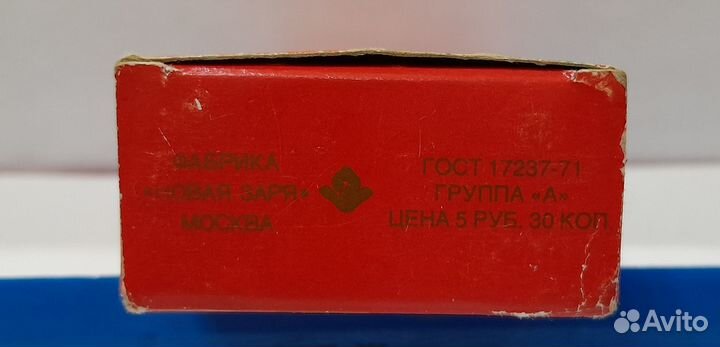 ФАБРИКА
«НОВАЯ ЗАРЯ»
МОСКВА
ГОСТ 17237-71
ГРУППА «А»
ЦЕНА 5 РУБ. 30 КОП.
Avito